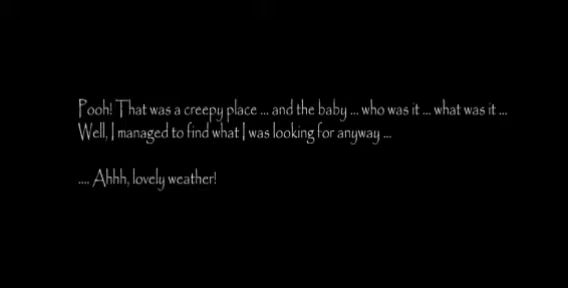 Pooh! That was a creepy place ... and the baby ... who was it ... what was it ...
Well, I managed to find what I was looking for anyway ...
.... Ahhh, lovely weather!